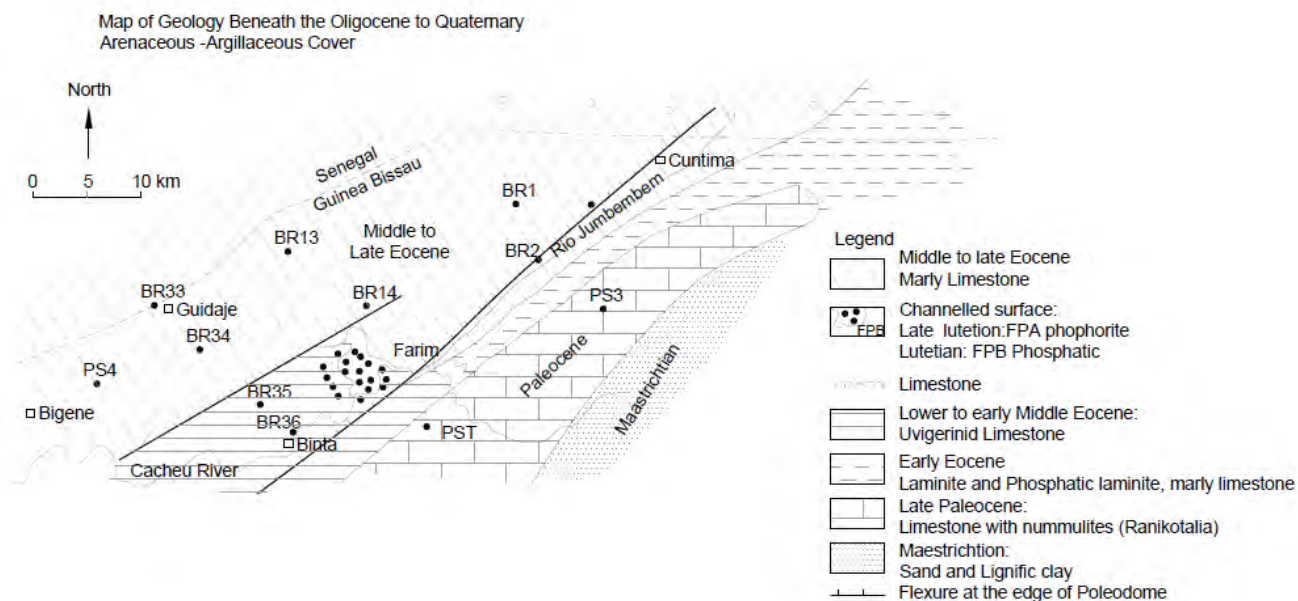 Map of Geology Beneath the Oligocene to Quaternary
Arenaceous -Argillaceous Cover
North
0 5 10 km
Senegal
Guinea Bissau
Cuntima
Rio Jumbembem
BR1
BR2
BR13
Middle to
Late Eocene
BR33
Guidaje
BR14
BR34
PS3
Farim
Paleocene
Maastrichtian
PS4
Bigene
BR35
BR36
Binta
PST
Cacheu River
Legend
Middle to late Eocene
Marly Limestone
Channelled surface:
Late lutetion:FPA phophorite
FPB
Lutetian: FPB Phosphatic
Limestone
Lower to early Middle Eocene:
Uvigerinid Limestone
Early Eocene
Laminite and Phosphatic laminite, marly limestone
Late Paleocene:
Limestone with nummulites (Ranikotalia)
Maestrichtion:
Sand and Lignific clay
Flexure at the edge of Poleodome